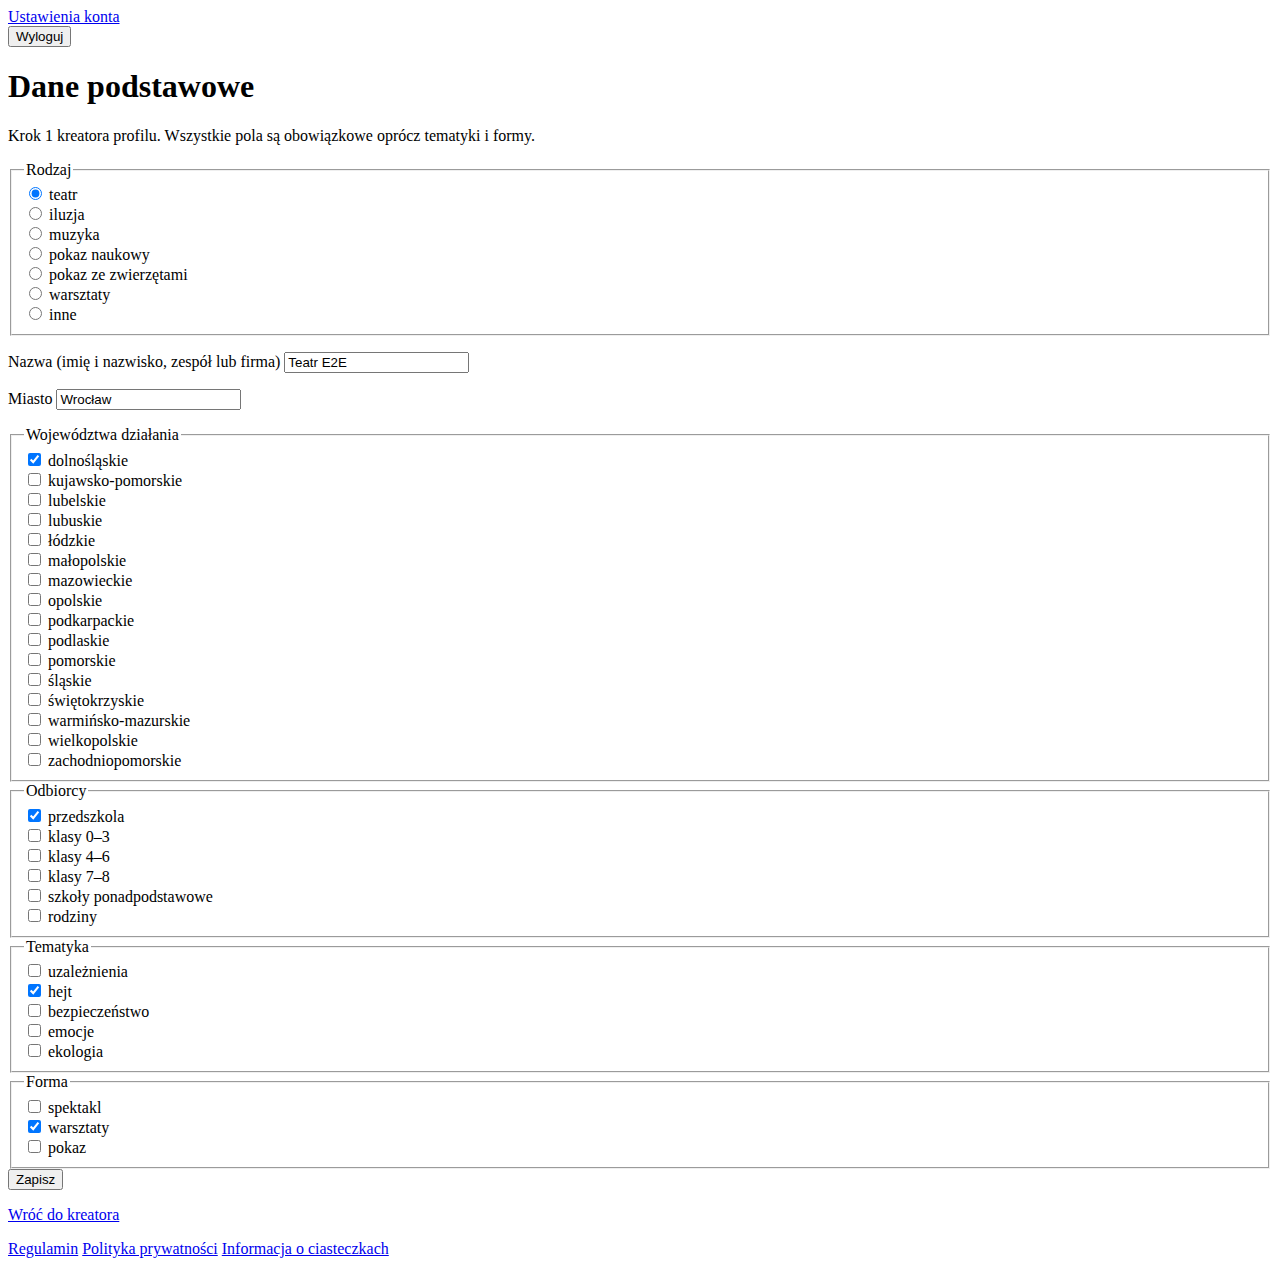 Ustawienia konta
Wyloguj
Dane podstawowe
Krok 1 kreatora profilu. Wszystkie pola są obowiązkowe oprócz tematyki i formy.
Rodzaj
teatr
iluzja
muzyka
pokaz naukowy
pokaz ze zwierzętami
warsztaty
inne
Nazwa (imię i nazwisko, zespół lub firma) Teatr E2E
Miasto Wrocław
Województwa działania
dolnośląskie
kujawsko-pomorskie
lubelskie
lubuskie
łódzkie
małopolskie
mazowieckie
opolskie
podkarpackie
podlaskie
pomorskie
śląskie
świętokrzyskie
warmińsko-mazurskie
wielkopolskie
zachodniopomorskie
Odbiorcy
przedszkola
klasy 0–3
klasy 4–6
klasy 7–8
szkoły ponadpodstawowe
rodziny
Tematyka
uzależnienia
hejt
bezpieczeństwo
emocje
ekologia
Forma
spektakl
warsztaty
pokaz
Zapisz
Wróć do kreatora
Regulamin Polityka prywatności Informacja o ciasteczkach